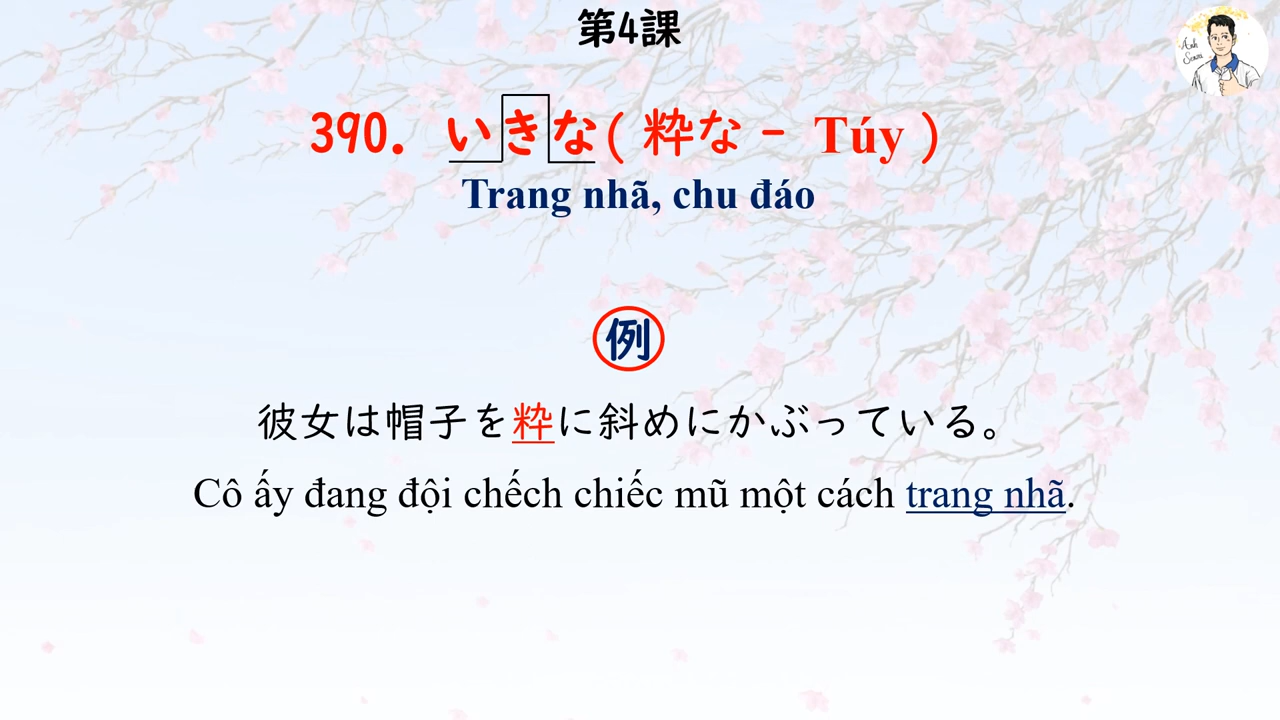 第4課
Anh Sensei
390. いきな( 粋な - Túy )
Trang nhã, chu đáo
例
彼女は帽子を粋に斜めにかぶっている。
Cô ấy đang đội chếch chiếc mũ một cách trang nhã.